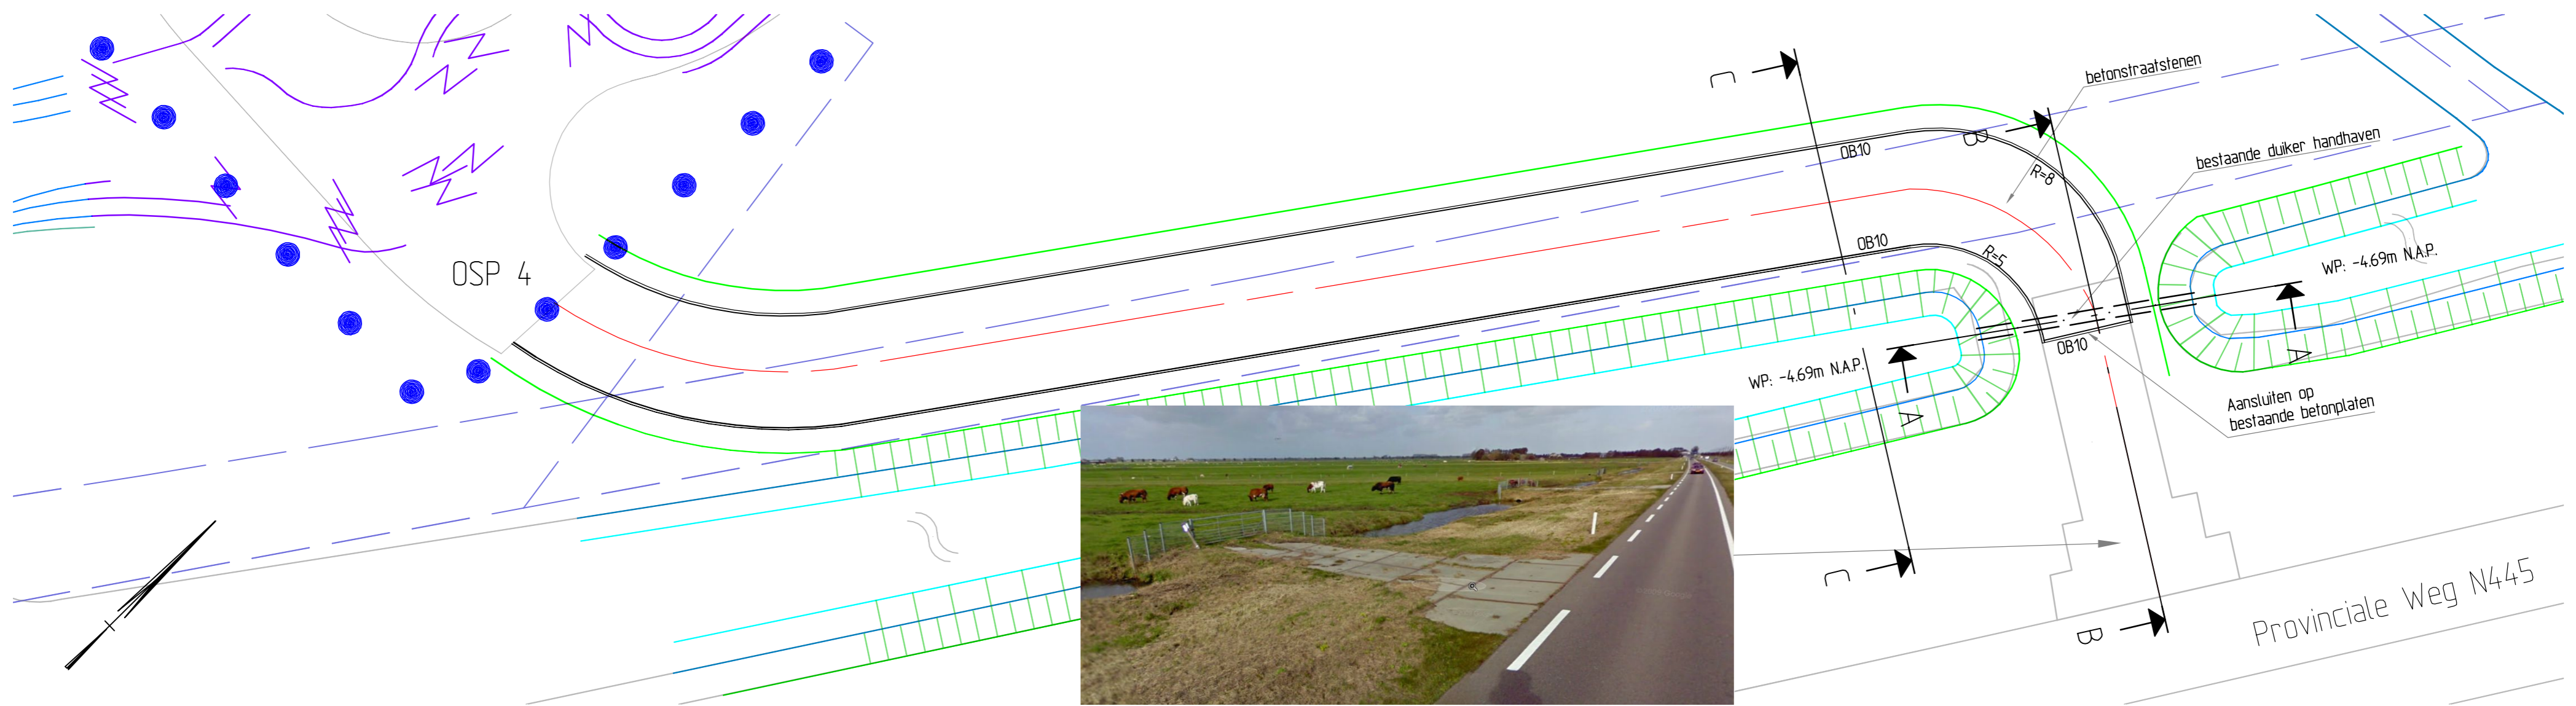 betonstraatstenen
C
B
OB10
R=8
bestaande duiker handhaven
OB10
R=5
OSP 4
WP: -4.69m N.A.P.
OB10
WP: -4.69m N.A.P.
A
A
Aansluiten op
bestaande betonplaten
C
B
Provinciale Weg N445